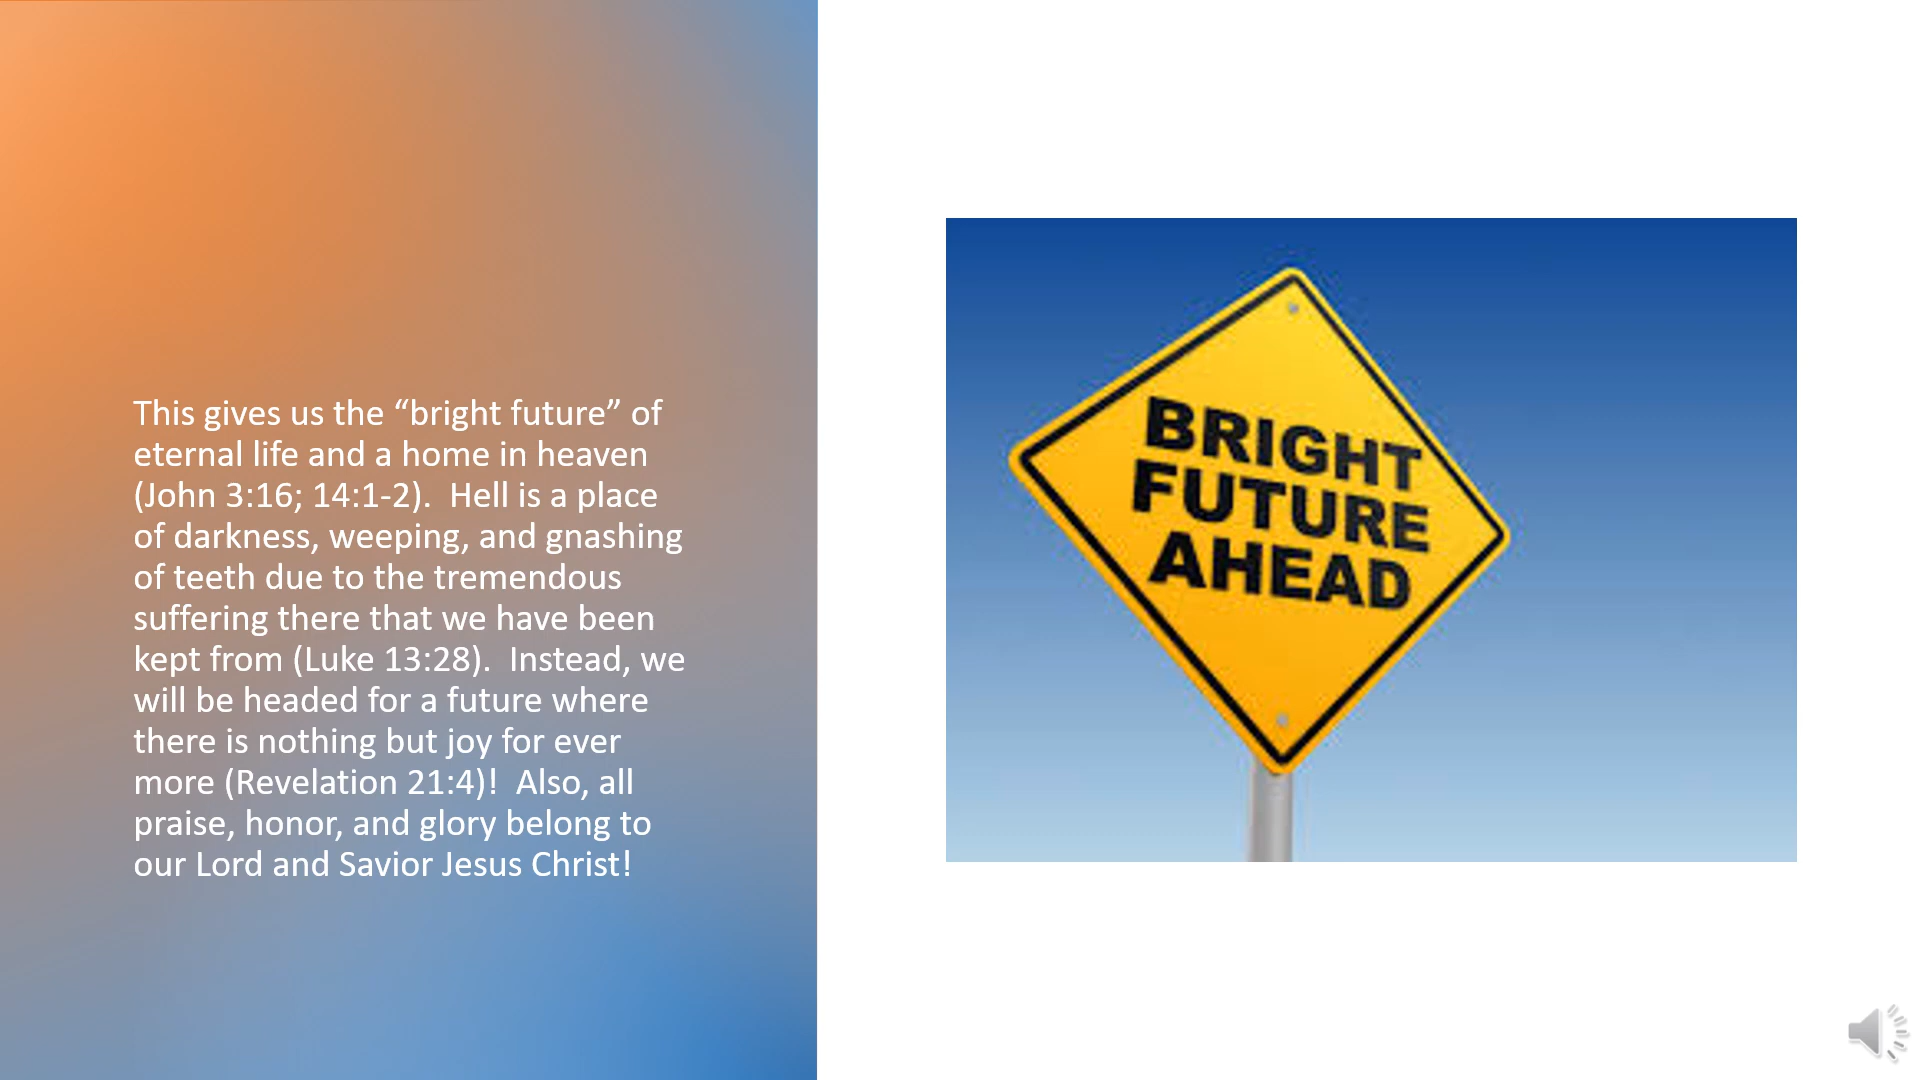 This gives us the “bright future” of
eternal life and a home in heaven
(John 3:16; 14:1-2).  Hell is a place
of darkness, weeping, and gnashing
of teeth due to the tremendous
suffering there that we have been
kept from (Luke 13:28).  Instead, we
will be headed for a future where
there is nothing but joy for ever
more (Revelation 21:4)!  Also, all
praise, honor, and glory belong to
our Lord and Savior Jesus Christ!
BRIGHT
FUTURE
AHEAD